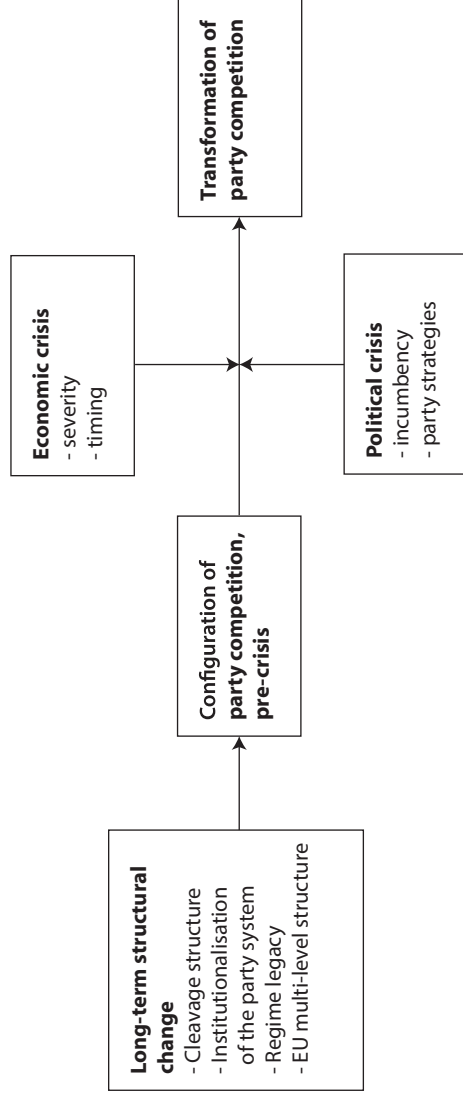 Long-term structural
change
- Cleavage structure
- Institutionalisation
of the party system
- Regime legacy
- EU multi-level structure
Configuration of
party competition,
pre-crisis
Economic crisis
- severity
- timing
Political crisis
- incumbency
- party strategies
Transformation of
party competition